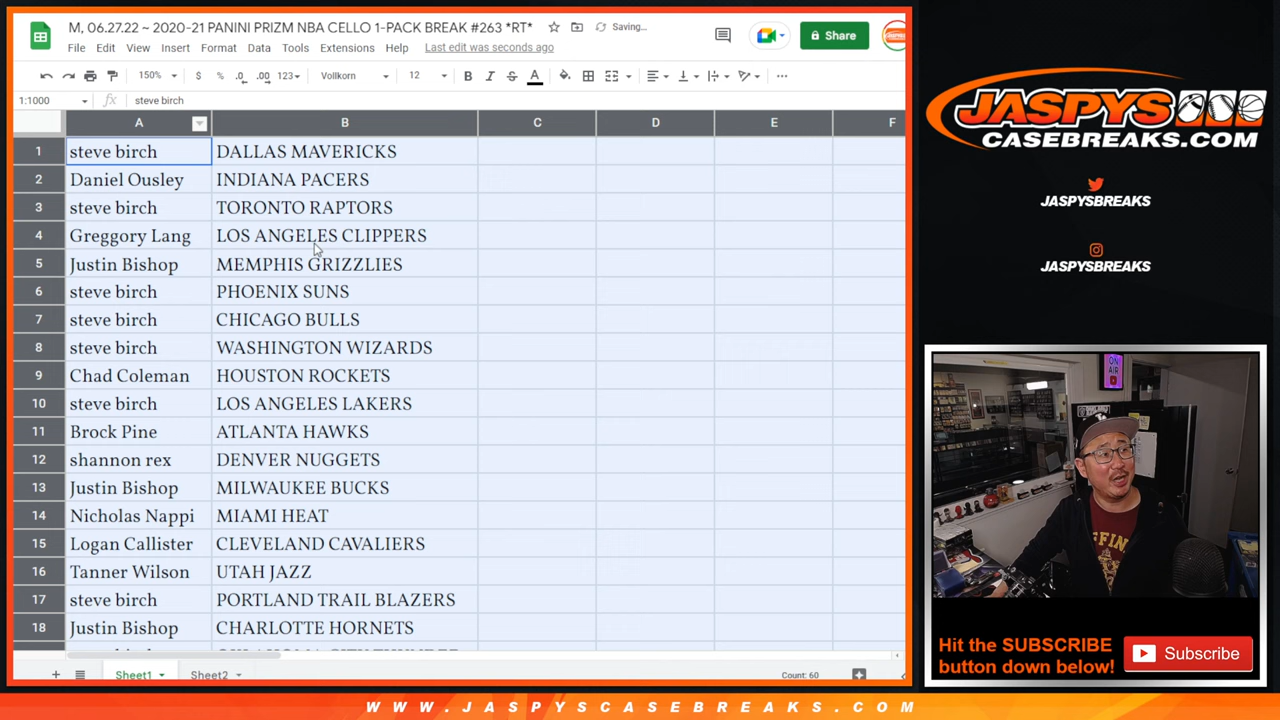 M, 06.27.22 ~ 2020-21 PANINI PRIZM NBA CELLO 1-PACK BREAK #263 *RT*
Saving...
File Edit View Insert Format Data Tools Extensions Help Last edit was seconds ago
Share
150% $ % .0 .00 123 Vollkorn 12 B I S A
1:1000 fx steve birch
A B C D E F
1 steve birch DALLAS MAVERICKS
2 Daniel Ousley INDIANA PACERS
3 steve birch TORONTO RAPTORS
4 Greggory Lang LOS ANGELES CLIPPERS
5 Justin Bishop MEMPHIS GRIZZLIES
6 steve birch PHOENIX SUNS
7 steve birch CHICAGO BULLS
8 steve birch WASHINGTON WIZARDS
9 Chad Coleman HOUSTON ROCKETS
10 steve birch LOS ANGELES LAKERS
11 Brock Pine ATLANTA HAWKS
12 shannon rex DENVER NUGGETS
13 Justin Bishop MILWAUKEE BUCKS
14 Nicholas Nappi MIAMI HEAT
15 Logan Callister CLEVELAND CAVALIERS
16 Tanner Wilson UTAH JAZZ
17 steve birch PORTLAND TRAIL BLAZERS
18 Justin Bishop CHARLOTTE HORNETS
Sheet1 Sheet2 Count: 60
JASPYS
CASEBREAKS.COM
JASPYSBREAKS
JASPYSBREAKS
ON AIR
Hit the SUBSCRIBE
button down below!
Subscribe
WWW.JASPYSCASEBREAKS.COM